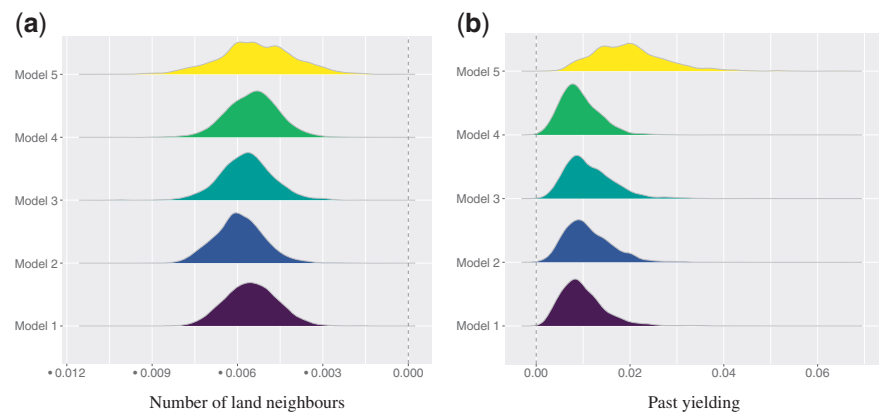 (a)
Model 5
Model 4
Model 3
Model 2
Model 1
•0.012 •0.009 •0.006 •0.003 0.000
Number of land neighbours
(b)
Model 5
Model 4
Model 3
Model 2
Model 1
0.00 0.02 0.04 0.06
Past yielding